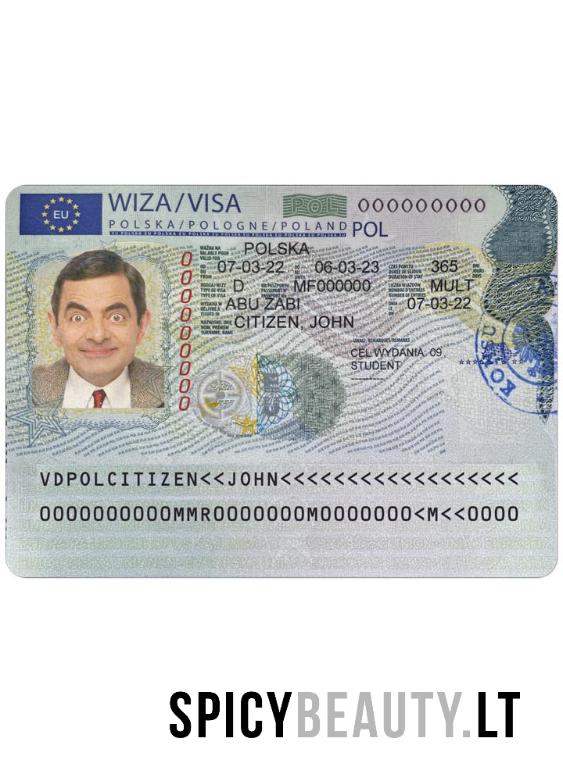 EU
WIZA/VISA
POL
000000000
POLSKA/POLOGNE/POLAND POL
000000000
POLSKA
07-03-22 06-03-23 365
D MF000000 MULT
ABU ZABI 07-03-22
CITIZEN, JOHN
CEL WYDANIA 09
STUDENT
VDPOLCITIZEN<<JOHN<<<<<<<<<<<<<<<<<<
0000000000MMR0000000M0000000<M<<0000
SPICYBEAUTY.LT